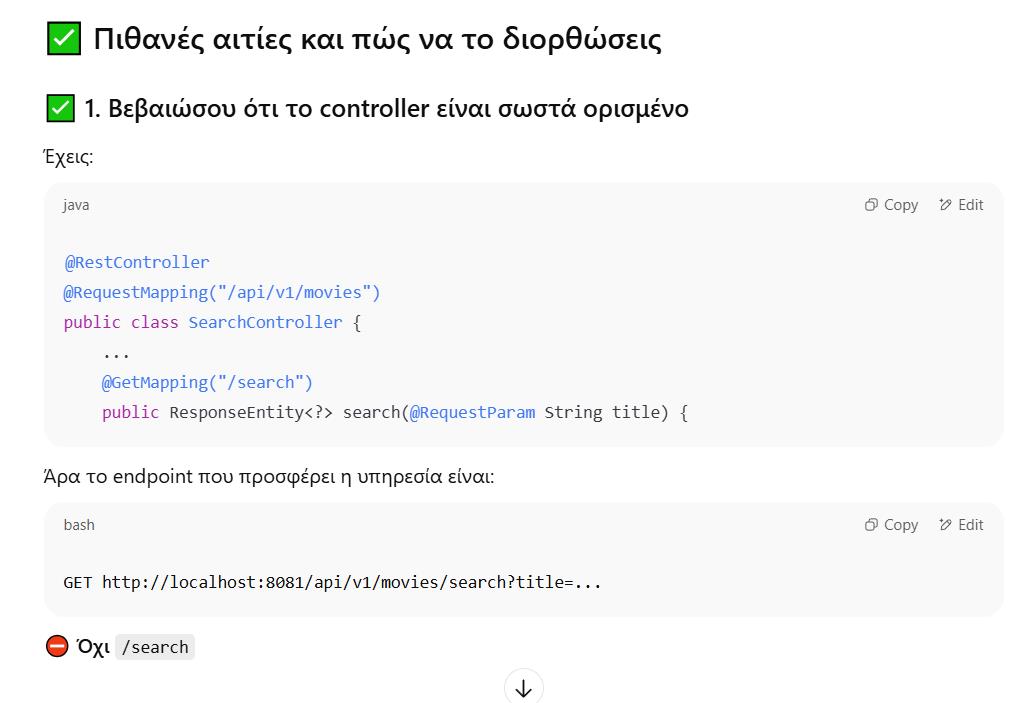 Πιθανές αιτίες και πώς να το διορθώσεις
1. Βεβαιώσου ότι το controller είναι σωστά ορισμένο
Έχεις:
java Copy Edit
@RestController
@RequestMapping("/api/v1/movies")
public class SearchController {
...
@GetMapping("/search")
public ResponseEntity<?> search(@RequestParam String title) {
Άρα το endpoint που προσφέρει η υπηρεσία είναι:
bash Copy Edit
GET http://localhost:8081/api/v1/movies/search?title=...
Όχι /search